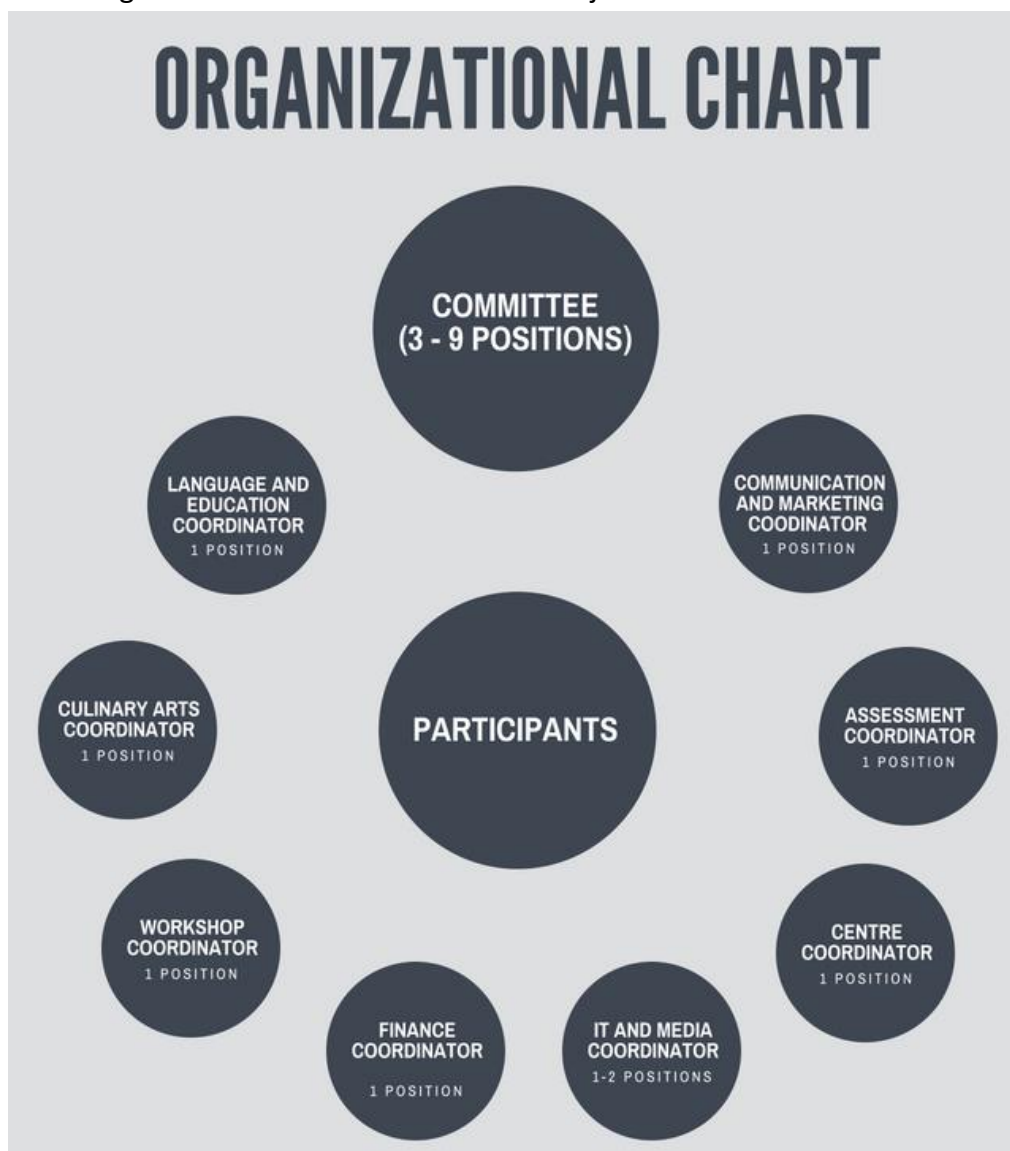 ORGANIZATIONAL CHART
COMMITTEE
(3 - 9 POSITIONS)
LANGUAGE AND
EDUCATION
COORDINATOR
1 POSITION
COMMUNICATION
AND MARKETING
COODINATOR
1 POSITION
CULINARY ARTS
COORDINATOR
1 POSITION
PARTICIPANTS
ASSESSMENT
COORDINATOR
1 POSITION
WORKSHOP
COORDINATOR
1 POSITION
CENTRE
COORDINATOR
1 POSITION
FINANCE
COORDINATOR
1 POSITION
IT AND MEDIA
COORDINATOR
1-2 POSITIONS